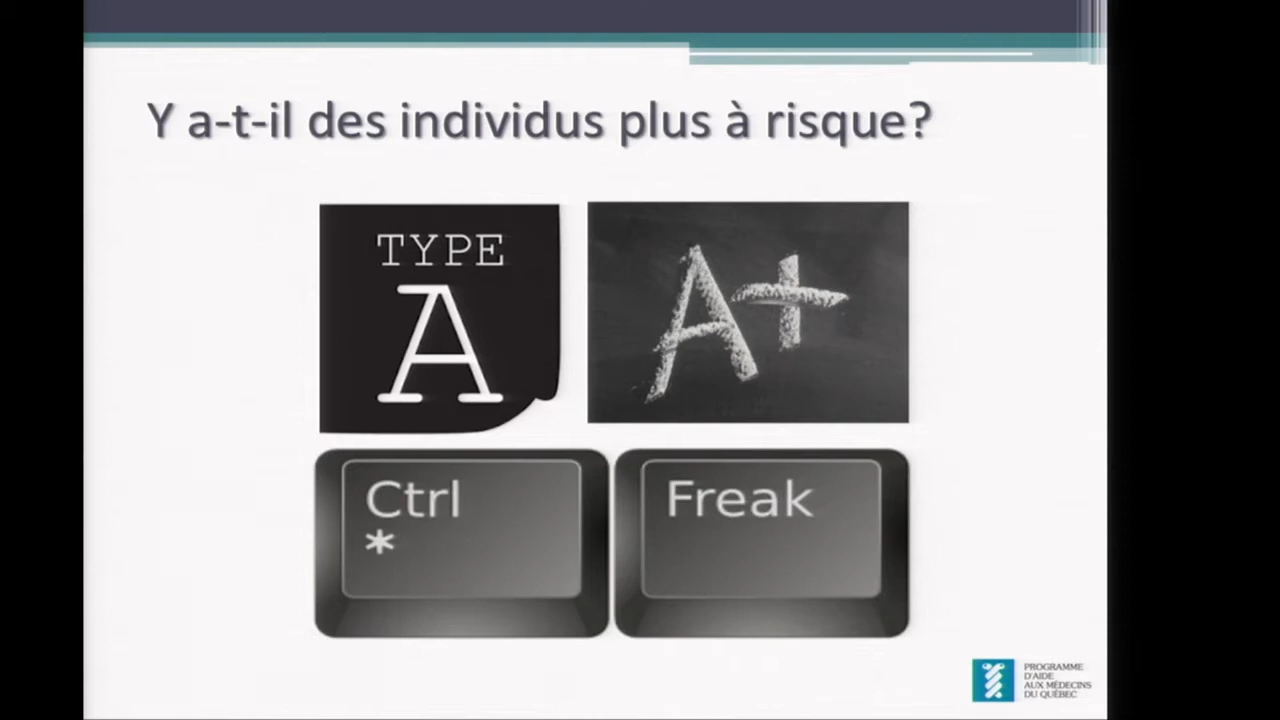 Y a-t-il des individus plus à risque?
TYPE
A
A+
Ctrl
*
Freak
PROGRAMME
D'AIDE
AUX MÉDECINS
DU QUÉBEC